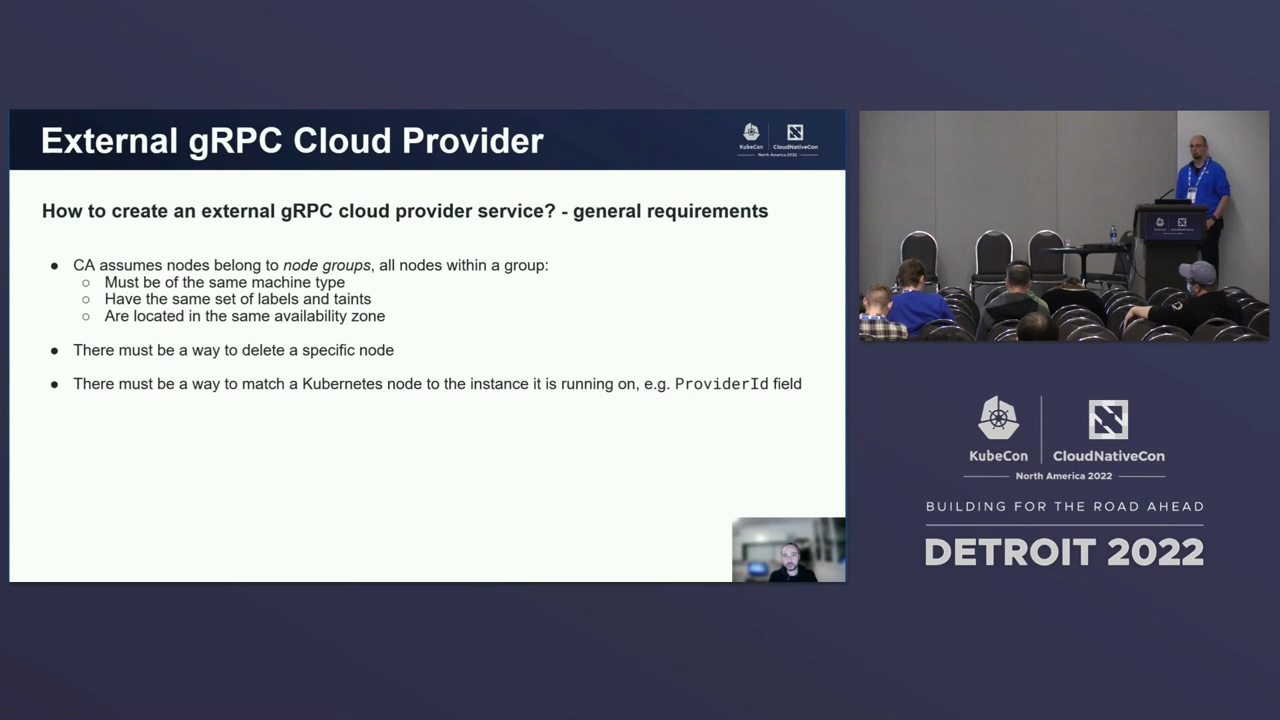 External gRPC Cloud Provider
KubeCon
CloudNativeCon
North America 2022
How to create an external gRPC cloud provider service? - general requirements
● CA assumes nodes belong to node groups, all nodes within a group:
○ Must be of the same machine type
○ Have the same set of labels and taints
○ Are located in the same availability zone
● There must be a way to delete a specific node
● There must be a way to match a Kubernetes node to the instance it is running on, e.g. ProviderId field
KubeCon
CloudNativeCon
North America 2022
BUILDING FOR THE ROAD AHEAD
DETROIT 2022